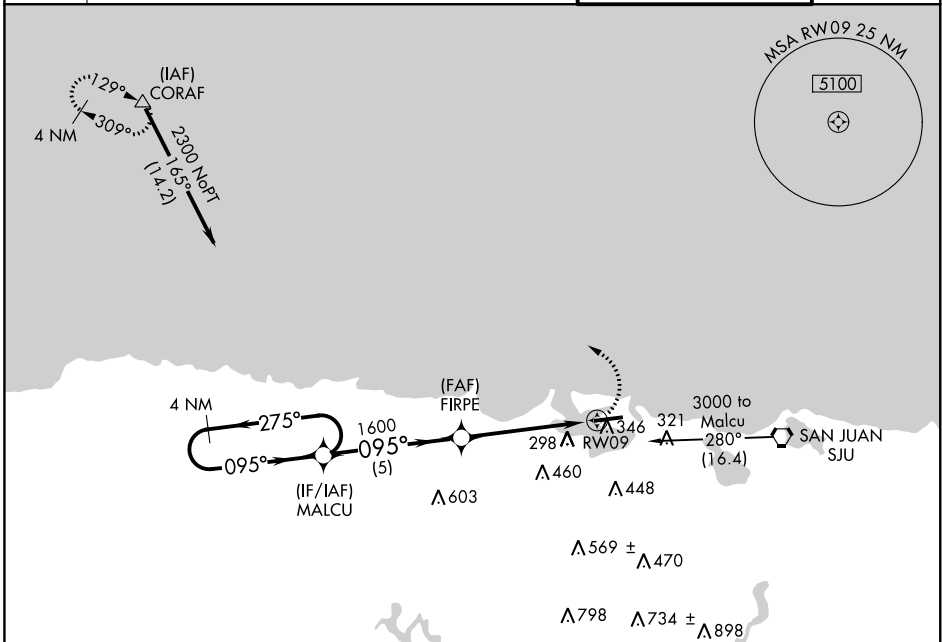 MSA RW09 25 NM
5100
(IAF)
CORAF
129°
309°
4 NM
2300 NoPT
165°
(14.2)
4 NM
275°
095°
(IF/IAF)
MALCU
1600
095°
(5)
(FAF)
FIRPE
603
298
RW09
346
321
460
448
3000 to
Malcu
280°
(16.4)
SAN JUAN
SJU
569 ±
470
798
734 ±
898